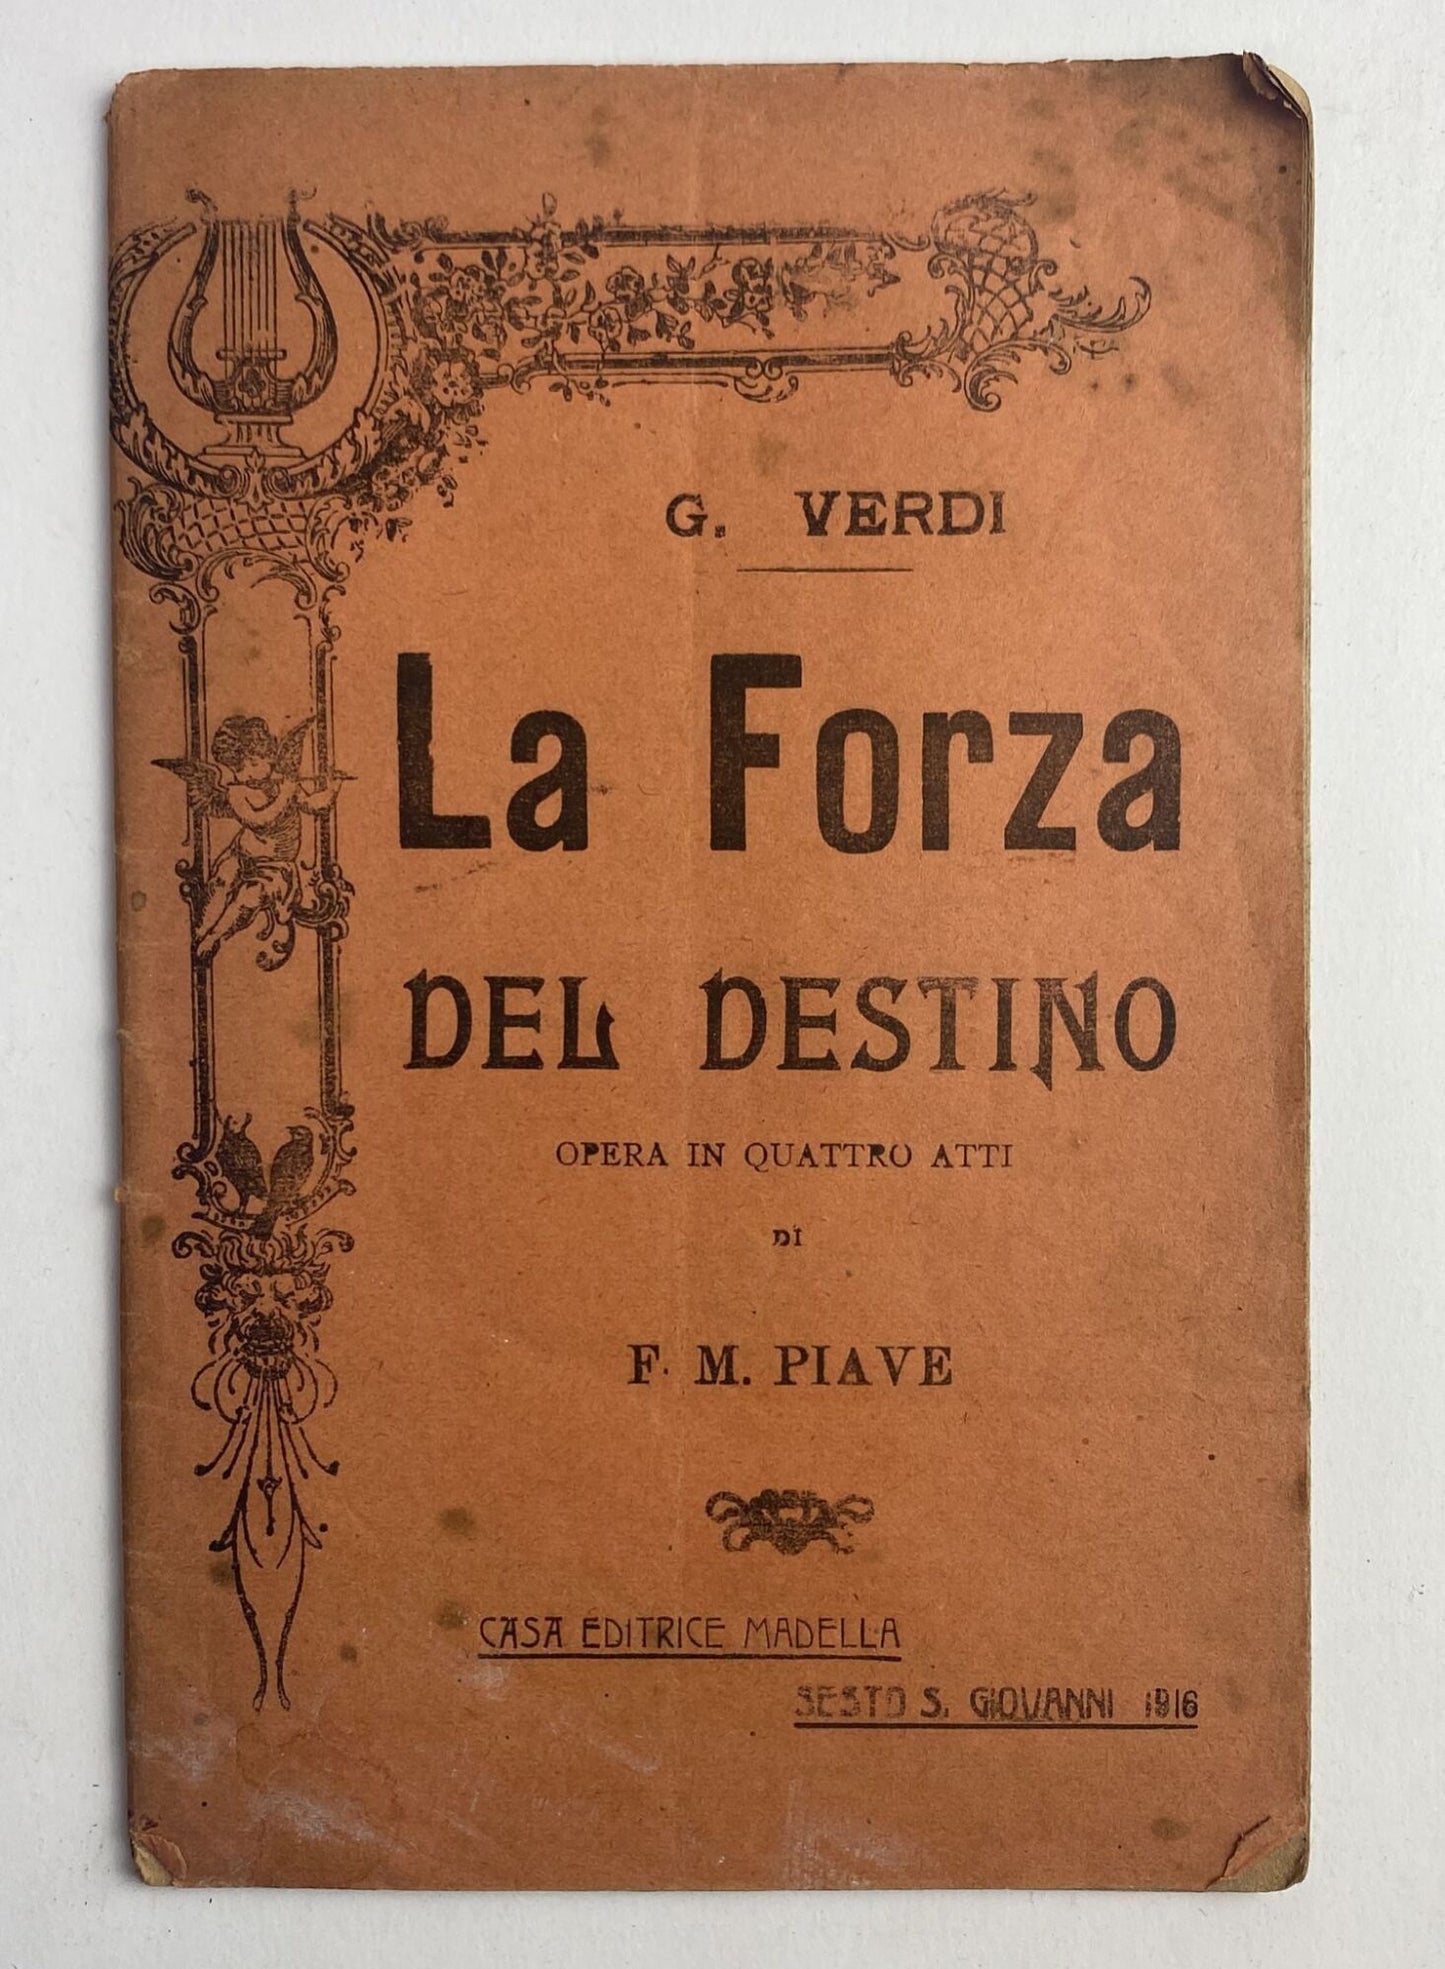 G. VERDI
La Forza
DEL DESTINO
OPERA IN QUATTRO ATTI
DI
F. M. PIAVE
CASA EDITRICE MADELLA
SESTO S. GIOVANNI 1916